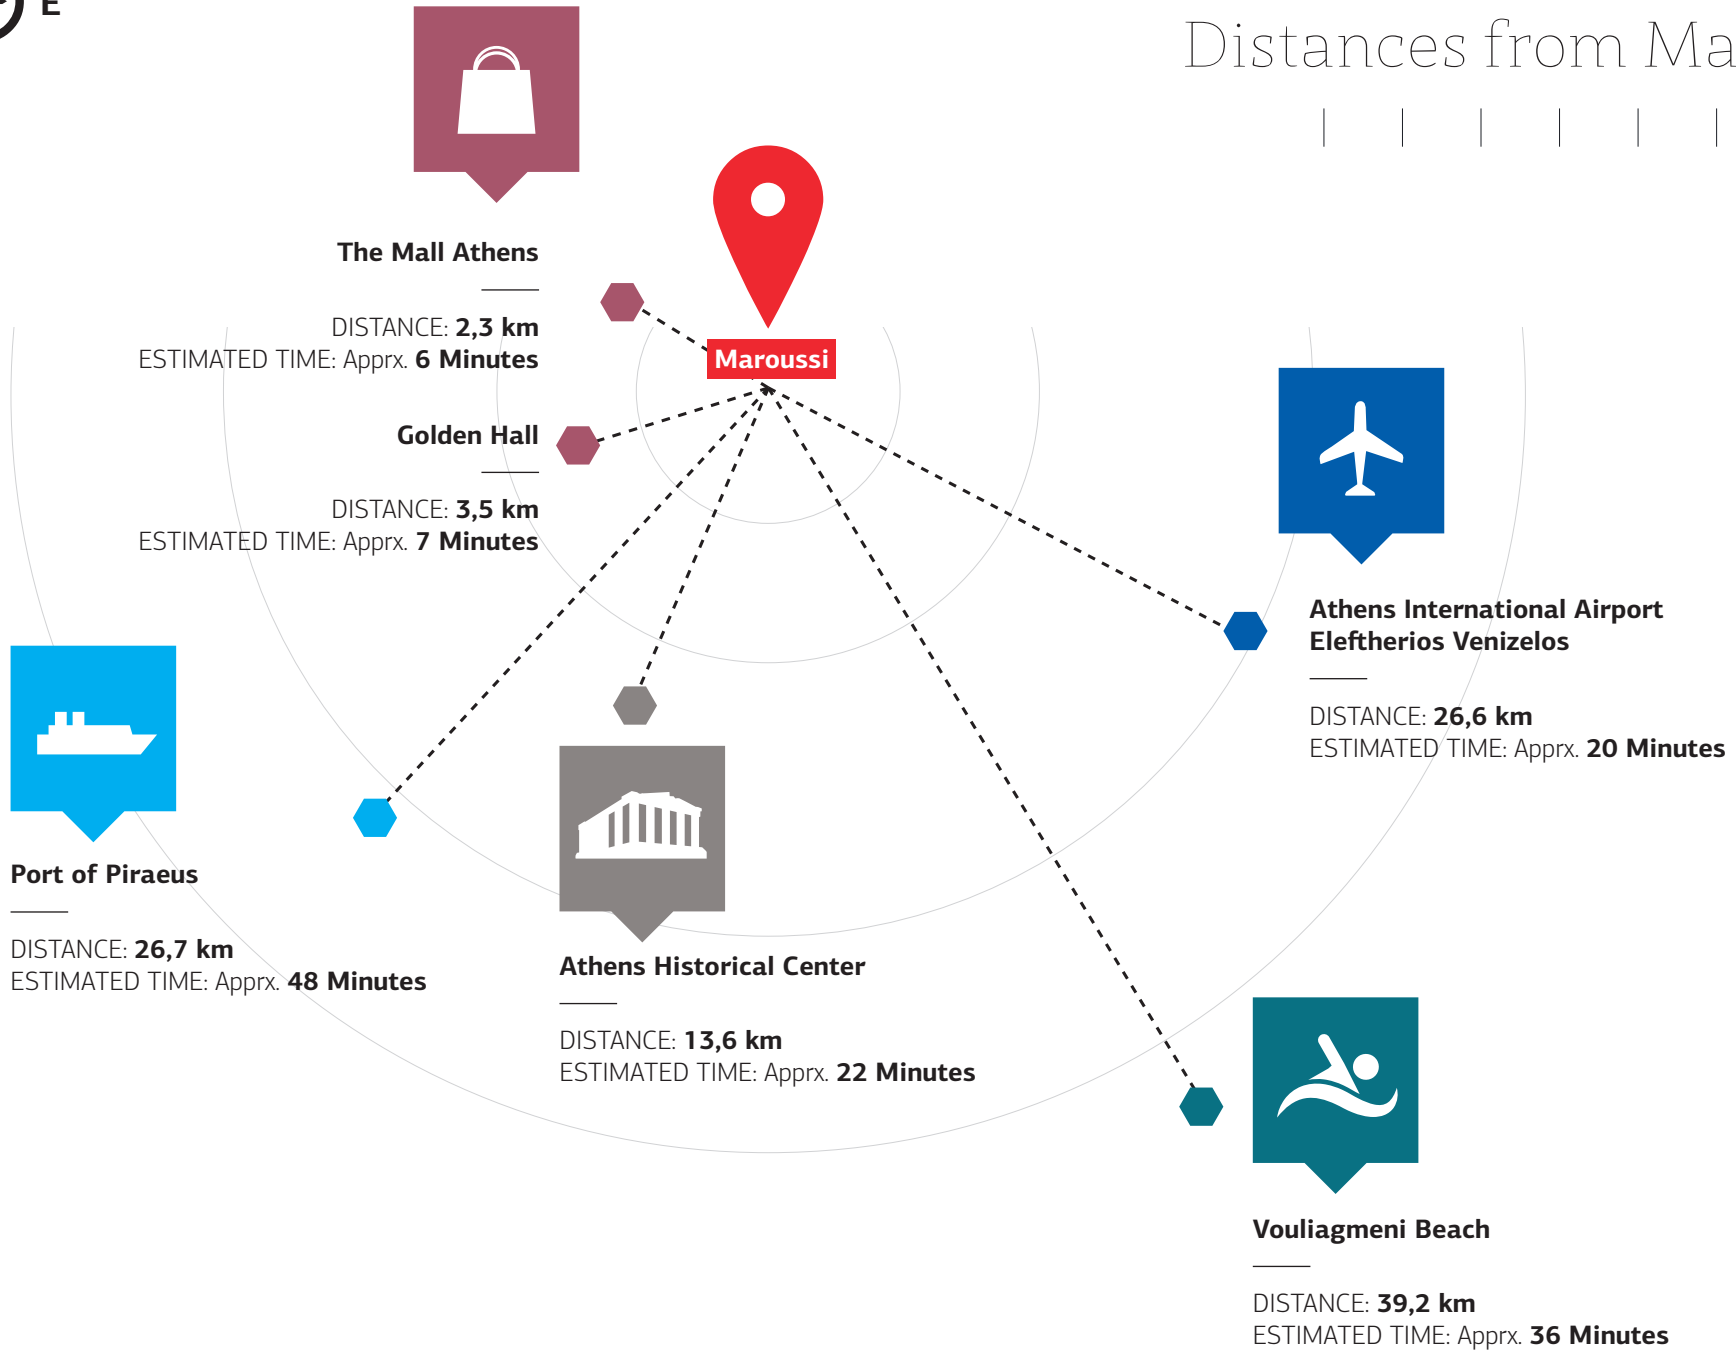 E
Distances from Ma
The Mall Athens
DISTANCE: 2,3 km
ESTIMATED TIME: Apprx. 6 Minutes
Maroussi
Golden Hall
DISTANCE: 3,5 km
ESTIMATED TIME: Apprx. 7 Minutes
Athens International Airport
Eleftherios Venizelos
DISTANCE: 26,6 km
ESTIMATED TIME: Apprx. 20 Minutes
Port of Piraeus
DISTANCE: 26,7 km
ESTIMATED TIME: Apprx. 48 Minutes
Athens Historical Center
DISTANCE: 13,6 km
ESTIMATED TIME: Apprx. 22 Minutes
Vouliagmeni Beach
DISTANCE: 39,2 km
ESTIMATED TIME: Apprx. 36 Minutes